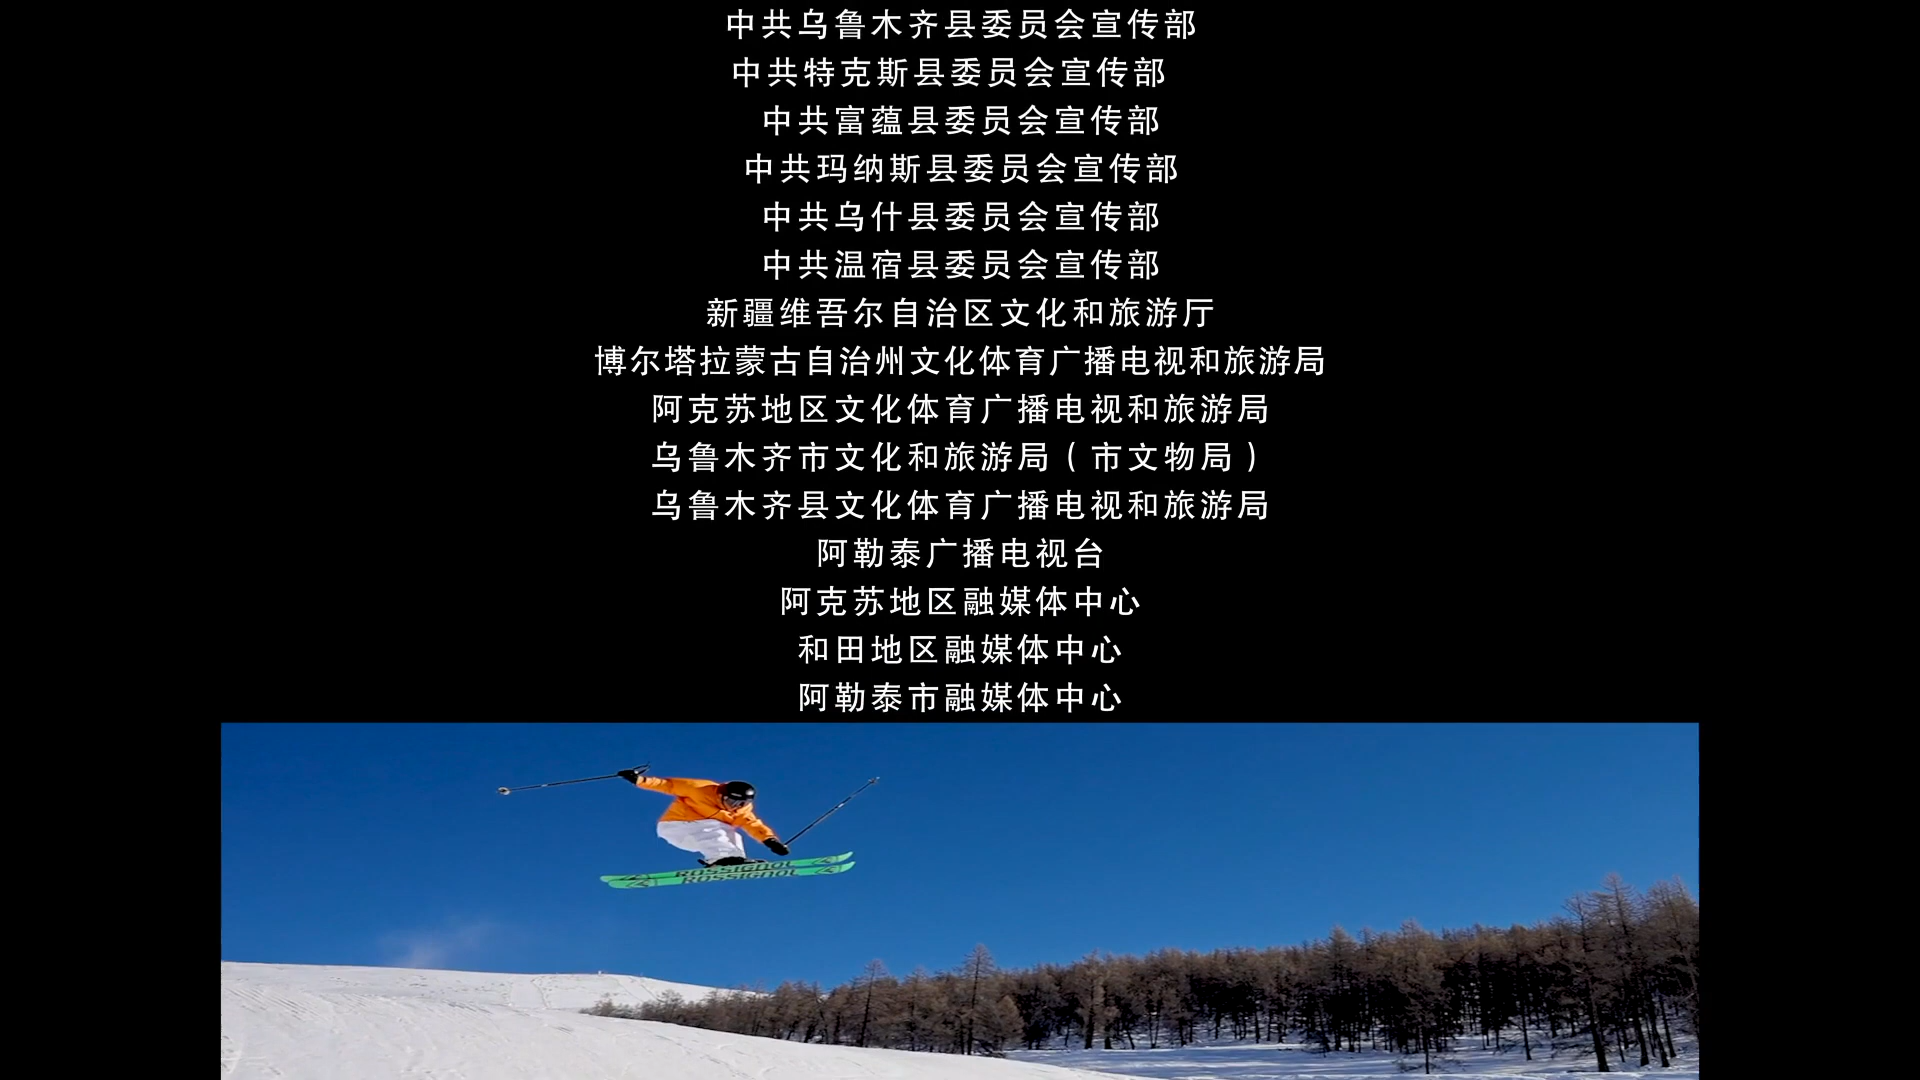 中共乌鲁木齐县委员会宣传部
中共特克斯县委员会宣传部
中共富蕴县委员会宣传部
中共玛纳斯县委员会宣传部
中共乌什县委员会宣传部
中共温宿县委员会宣传部
新疆维吾尔自治区文化和旅游厅
博尔塔拉蒙古自治州文化体育广播电视和旅游局
阿克苏地区文化体育广播电视和旅游局
乌鲁木齐市文化和旅游局（市文物局）
乌鲁木齐县文化体育广播电视和旅游局
阿勒泰广播电视台
阿克苏地区融媒体中心
和田地区融媒体中心
阿勒泰市融媒体中心
ROSSIGNOL
ROSSIGNOL